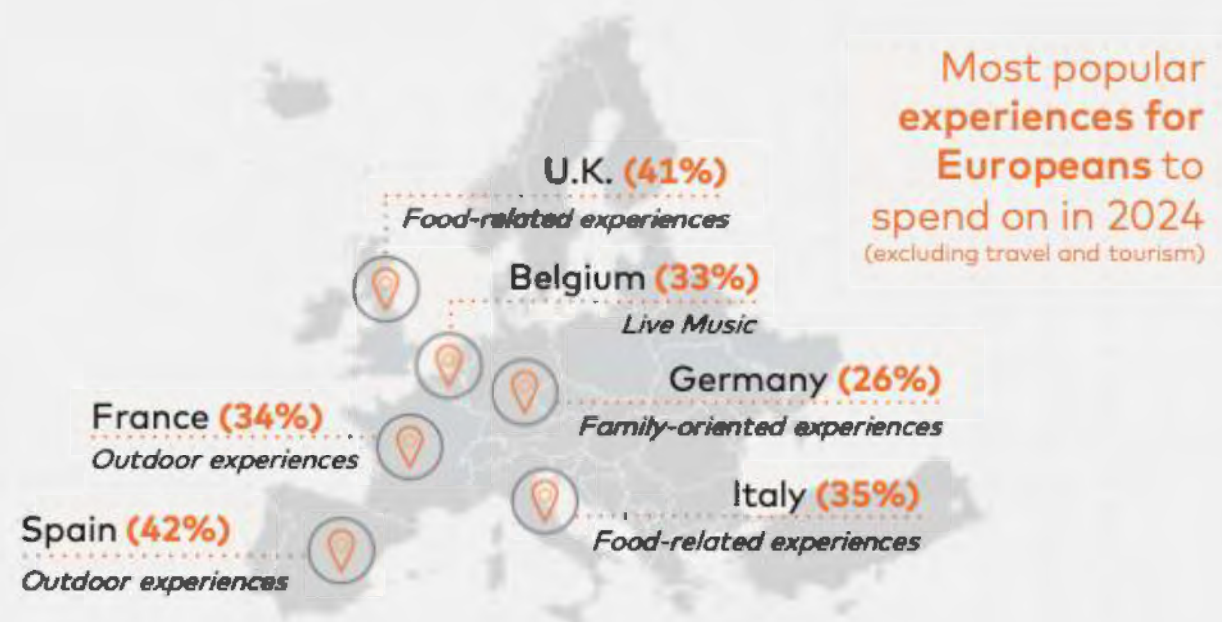 Most popular
experiences for
Europeans to
spend on in 2024
(excluding travel and tourism)
U.K. (41%)
Food-related experiences
Belgium (33%)
Live Music
Germany (26%)
Family-oriented experiences
France (34%)
Outdoor experiences
Italy (35%)
Food-related experiences
Spain (42%)
Outdoor experiences